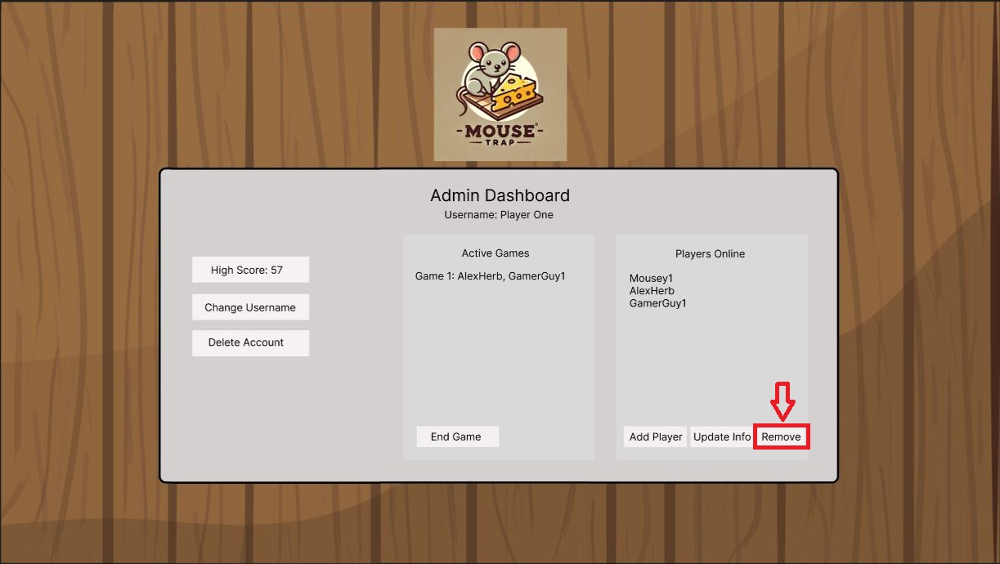 -MOUSE-
TRAP
Admin Dashboard
Username: Player One
High Score: 57
Change Username
Delete Account
Active Games
Game 1: AlexHerb, GamerGuy1
End Game
Players Online
Mousey1
AlexHerb
GamerGuy1
Add Player
Update Info
Remove